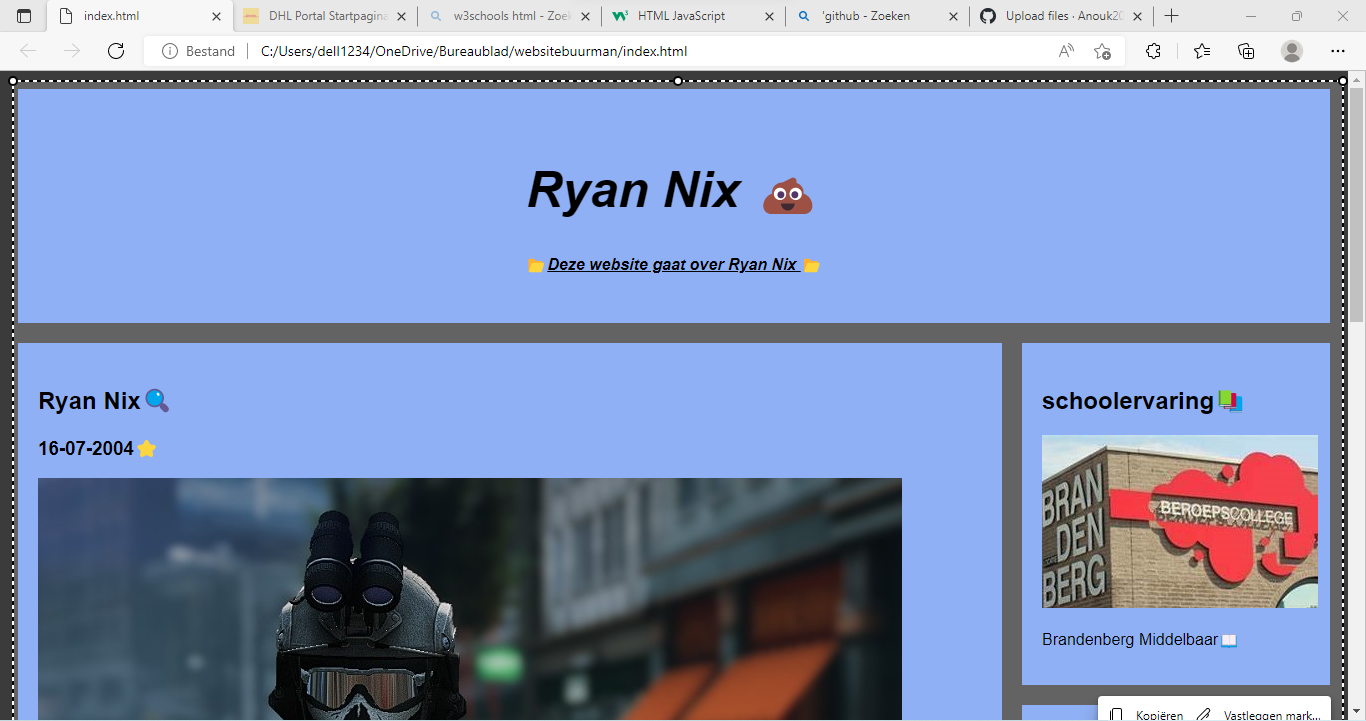 index.html
DHL Portal Startpagina
w3schools html - Zoek
HTML JavaScript
'github - Zoeken
Upload files · Anouk20
Bestand
C:/Users/dell1234/OneDrive/Bureaublad/websitebuurman/index.html
Ryan Nix 💩
📂 Deze website gaat over Ryan Nix 📂
Ryan Nix🔍
16-07-2004⭐
schoolervaring📚
BRAN
DEN
BERG
BEROEPSCOLLEGE
Brandenberg Middelbaar📖
Kopiëren
Vastleggen mark...